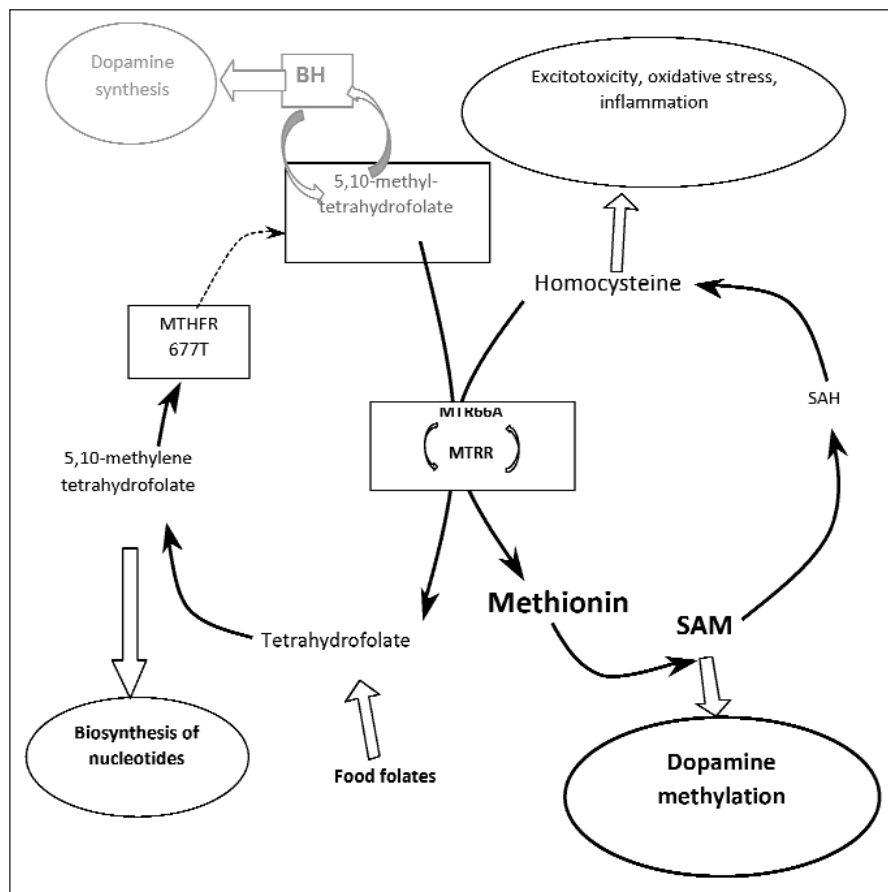 Dopamine
synthesis
BH
Excitotoxicity, oxidative stress,
inflammation
5,10-methyl-
tetrahydrofolate
Homocysteine
MTHFR
677T
SAH
MTR66A
MTRR
5,10-methylene
tetrahydrofolate
Methionin
SAM
Tetrahydrofolate
Biosynthesis of
nucleotides
Food folates
Dopamine
methylation